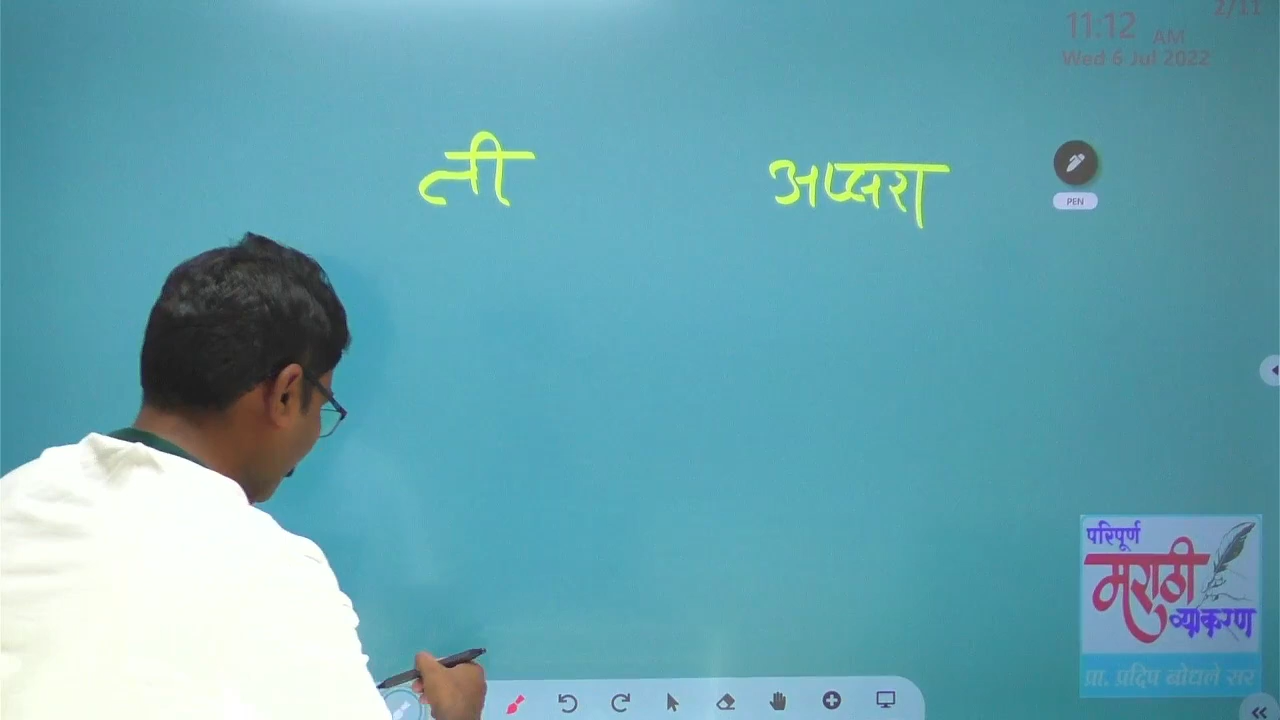 2/11
11:12 AM
Wed 6 Jul 2022
ती अप्सरा
PEN
परिपूर्ण
मराठी
व्याकरण
प्रा. प्रदिप बोधले सर